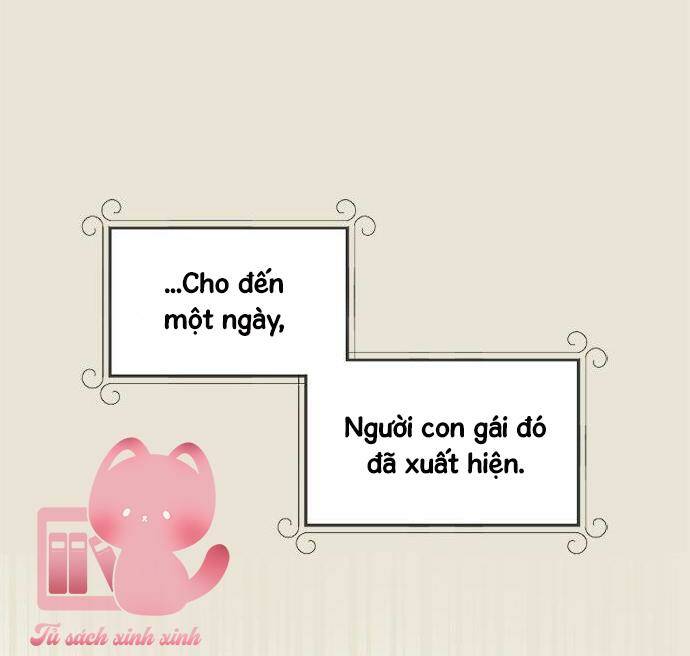 ...Cho đến
một ngày,
Người con gái đó
đã xuất hiện.
Tủ sách xinh xinh